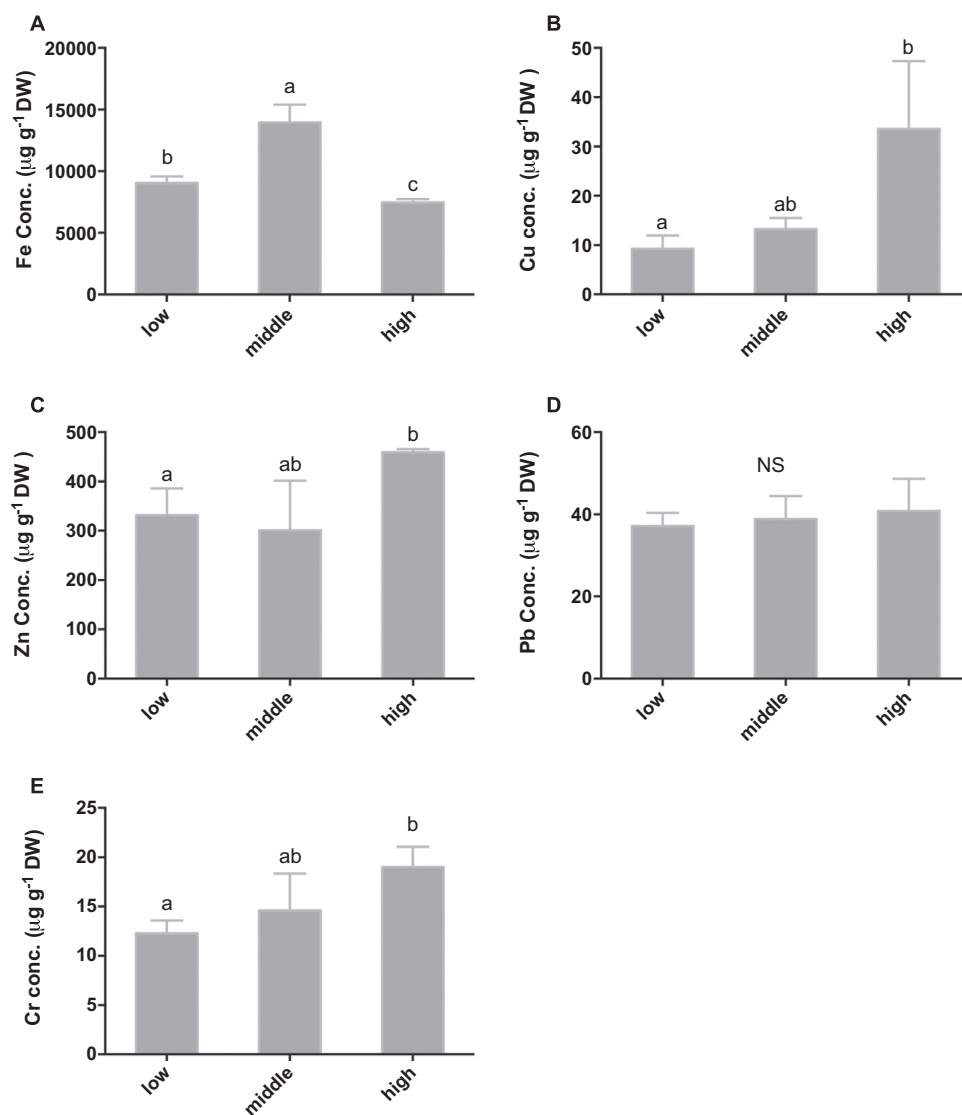 A
Fe Conc. (µg g-1 DW)
20000
15000
10000
5000
0
b
a
c
low
middle
high
B
Cu conc. (µg g-1 DW )
50
40
30
20
10
0
a
ab
b
low
middle
high
C
Zn Conc. (µg g-1 DW)
500
400
300
200
100
0
a
ab
b
low
middle
high
D
Pb Conc. (µg g-1 DW)
60
40
20
0
NS
low
middle
high
E
Cr conc. (µg g-1 DW)
25
20
15
10
5
0
a
ab
b
low
middle
high